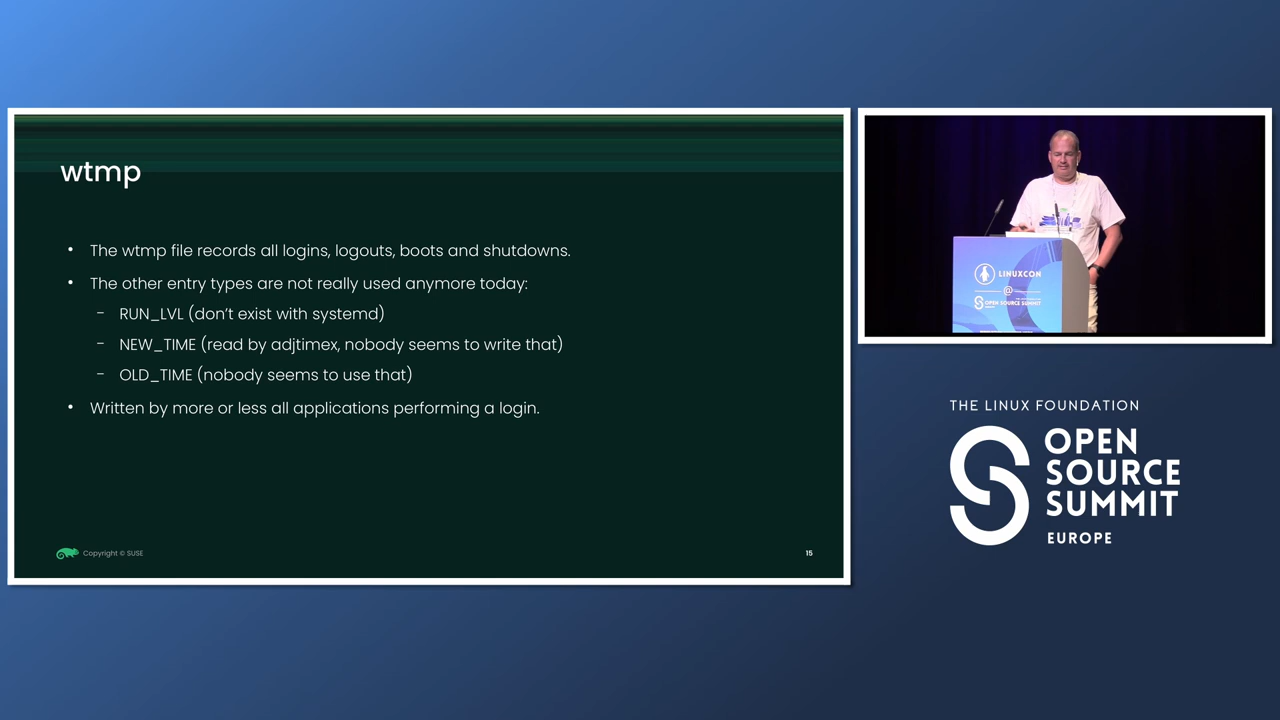 wtmp
• The wtmp file records all logins, logouts, boots and shutdowns.
• The other entry types are not really used anymore today:
– RUN_LVL (don't exist with systemd)
– NEW_TIME (read by adjtimex, nobody seems to write that)
– OLD_TIME (nobody seems to use that)
• Written by more or less all applications performing a login.
Copyright © SUSE
15
LINUXCON
@
OPEN SOURCE SUMMIT
THE LINUX FOUNDATION
OPEN
SOURCE
SUMMIT
EUROPE